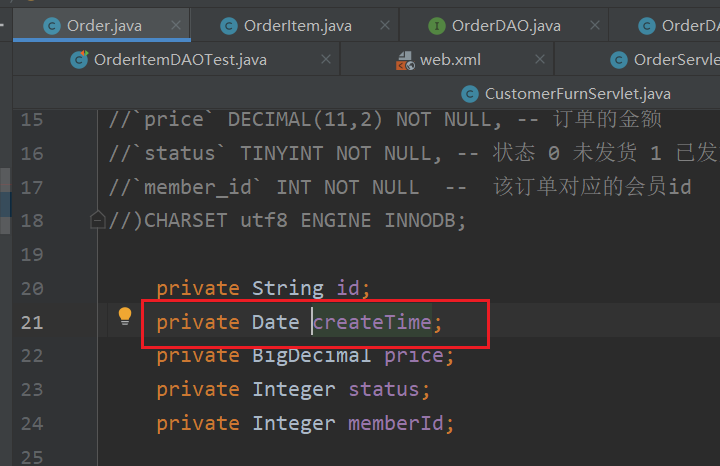 Order.java OrderItem.java OrderDAO.java OrderDA
OrderItemDAOTest.java web.xml OrderServle
CustomerFurnServlet.java
15 //`price` DECIMAL(11,2) NOT NULL, -- 订单的金额
16 //`status` TINYINT NOT NULL, -- 状态 0 未发货 1 已发
17 //`member_id` INT NOT NULL -- 该订单对应的会员id
18 //)CHARSET utf8 ENGINE INNODB;
19
20 private String id;
21 private Date createTime;
22 private BigDecimal price;
23 private Integer status;
24 private Integer memberId;
25